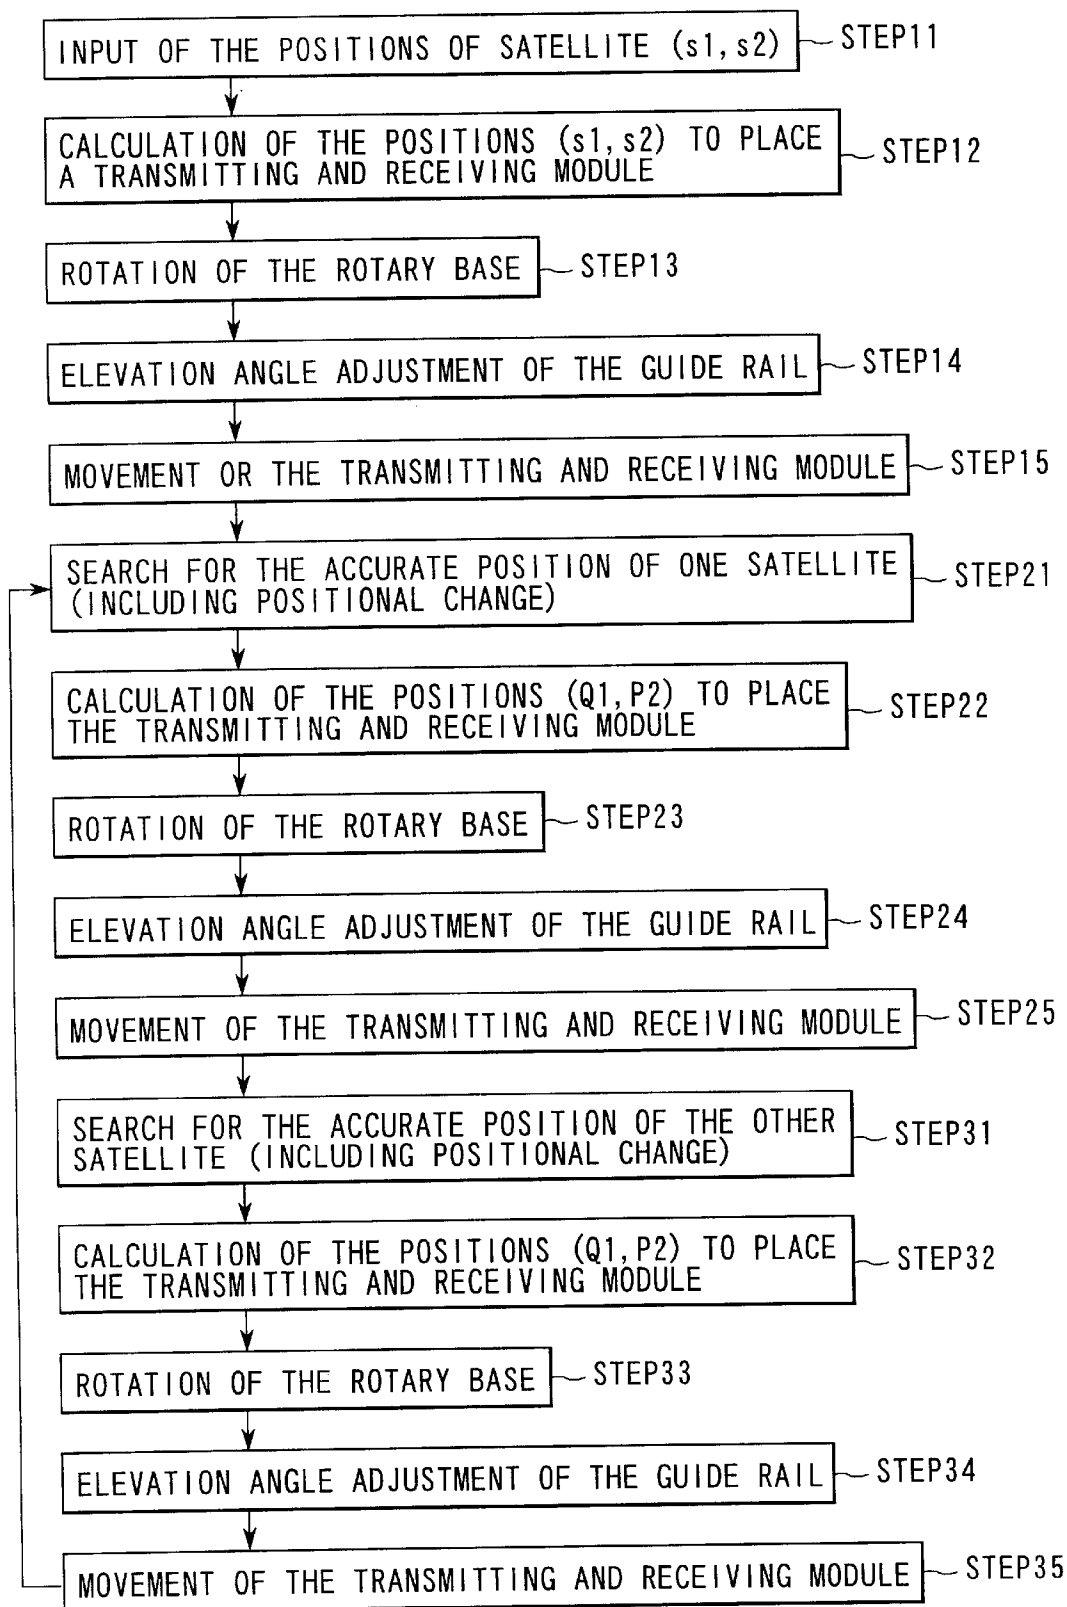 INPUT OF THE POSITIONS OF SATELLITE (s1,s2)
STEP11
CALCULATION OF THE POSITIONS (s1,s2) TO PLACE
A TRANSMITTING AND RECEIVING MODULE
STEP12
ROTATION OF THE ROTARY BASE
STEP13
ELEVATION ANGLE ADJUSTMENT OF THE GUIDE RAIL
STEP14
MOVEMENT OR THE TRANSMITTING AND RECEIVING MODULE
STEP15
SEARCH FOR THE ACCURATE POSITION OF ONE SATELLITE
(INCLUDING POSITIONAL CHANGE)
STEP21
CALCULATION OF THE POSITIONS (Q1,P2) TO PLACE
THE TRANSMITTING AND RECEIVING MODULE
STEP22
ROTATION OF THE ROTARY BASE
STEP23
ELEVATION ANGLE ADJUSTMENT OF THE GUIDE RAIL
STEP24
MOVEMENT OF THE TRANSMITTING AND RECEIVING MODULE
STEP25
SEARCH FOR THE ACCURATE POSITION OF THE OTHER
SATELLITE (INCLUDING POSITIONAL CHANGE)
STEP31
CALCULATION OF THE POSITIONS (Q1,P2) TO PLACE
THE TRANSMITTING AND RECEIVING MODULE
STEP32
ROTATION OF THE ROTARY BASE
STEP33
ELEVATION ANGLE ADJUSTMENT OF THE GUIDE RAIL
STEP34
MOVEMENT OF THE TRANSMITTING AND RECEIVING MODULE
STEP35